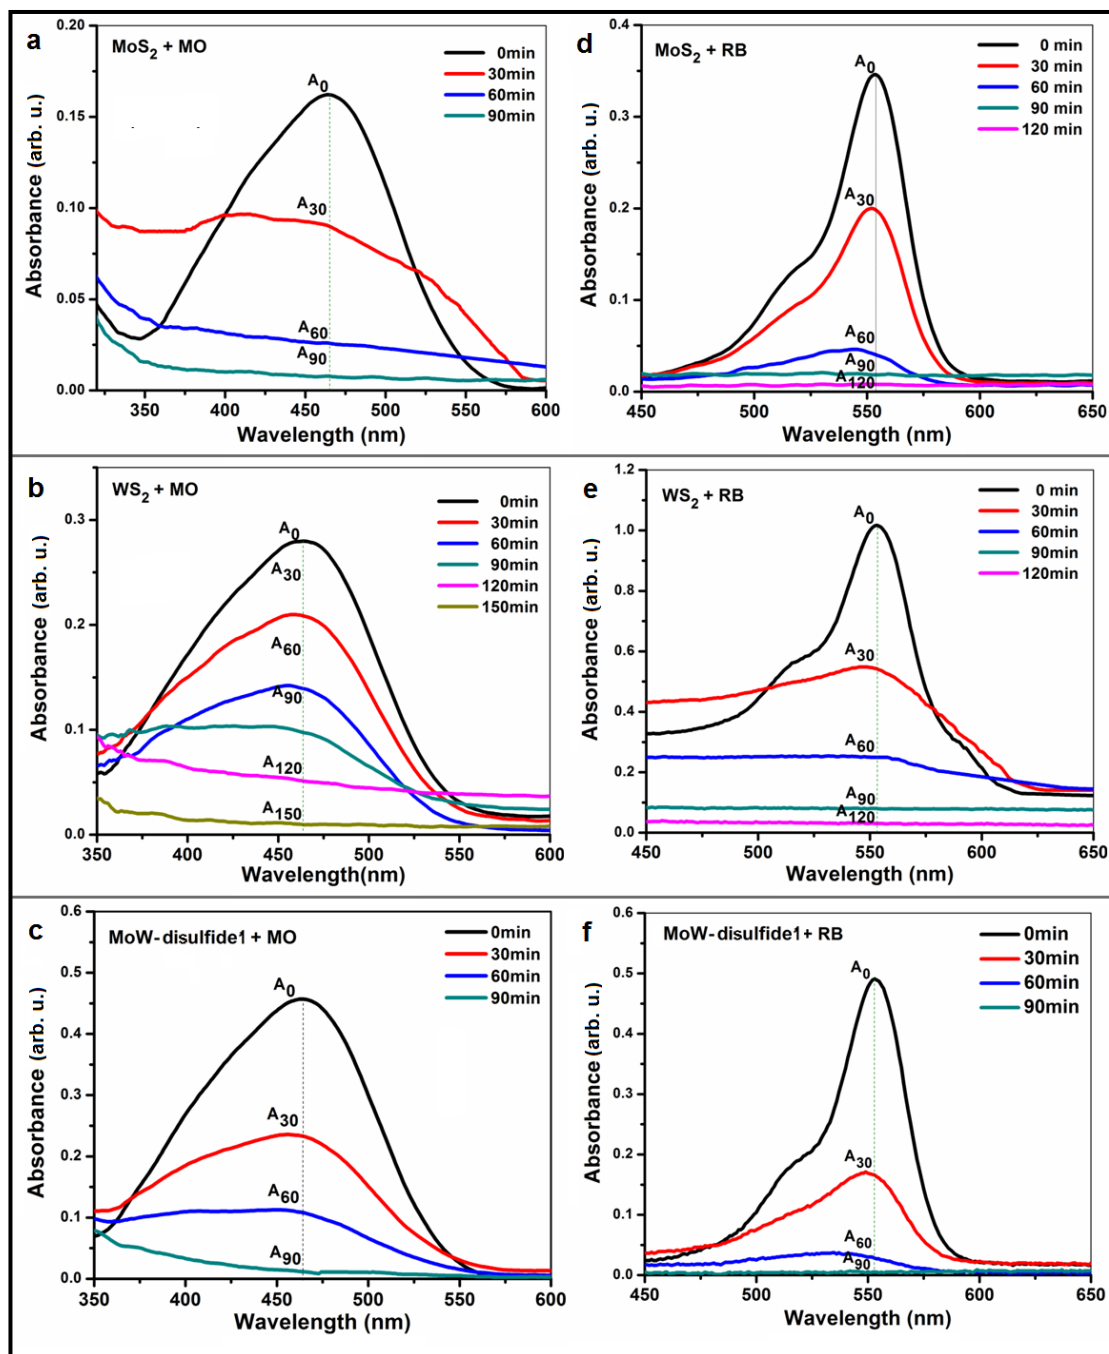 a
MoS2 + MO
0min
30min
60min
90min
A0
A30
A60
A90
0.20
0.15
0.10
0.05
0.00
350 400 450 500 550 600
Absorbance (arb. u.)
Wavelength (nm)
d
MoS2 + RB
0 min
30 min
60 min
90 min
120 min
A0
A30
A60
A90
A120
0.4
0.3
0.2
0.1
0.0
450 500 550 600 650
Absorbance (arb. u.)
Wavelength (nm)
b
WS2 + MO
0min
30min
60min
90min
120min
150min
A0
A30
A60
A90
A120
A150
0.3
0.2
0.1
0.0
350 400 450 500 550 600
Absorbance (arb. u.)
Wavelength(nm)
e
WS2 + RB
0 min
30min
60min
90min
120min
A0
A30
A60
A90
A120
1.2
1.0
0.8
0.6
0.4
0.2
0.0
450 500 550 600 650
Absorbance (arb. u.)
Wavelength (nm)
c
MoW-disulfide1 + MO
0min
30min
60min
90min
A0
A30
A60
A90
0.6
0.5
0.4
0.3
0.2
0.1
0.0
350 400 450 500 550 600
Absorbance (arb. u.)
Wavelength (nm)
f
MoW-disulfide1+ RB
0min
30min
60min
90min
A0
A30
A60
A90
0.6
0.5
0.4
0.3
0.2
0.1
0.0
450 500 550 600 650
Absorbance (arb. u.)
Wavelength (nm)